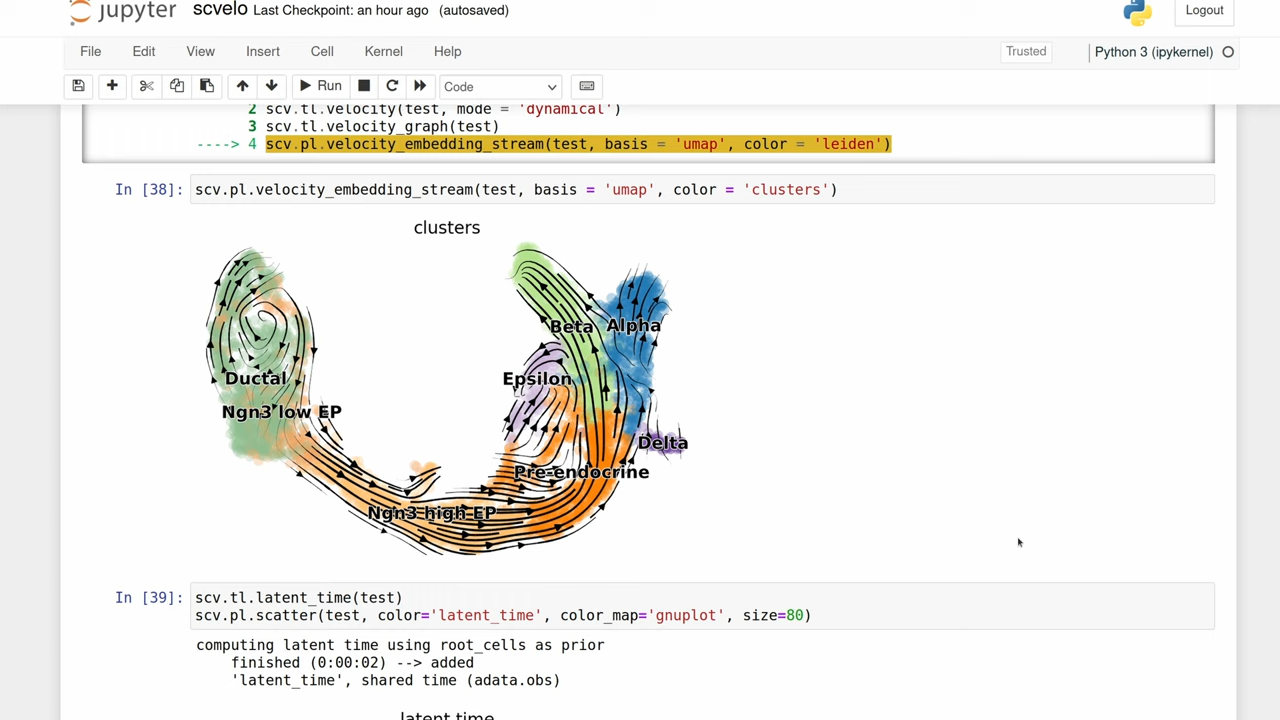 jupyter scvelo Last Checkpoint: an hour ago (autosaved) Logout
File Edit View Insert Cell Kernel Help Trusted Python 3 (ipykernel)
Run Code
2 scv.tl.velocity(test, mode = 'dynamical')
3 scv.tl.velocity_graph(test)
----> 4 scv.pl.velocity_embedding_stream(test, basis = 'umap', color = 'leiden')
In [38]: scv.pl.velocity_embedding_stream(test, basis = 'umap', color = 'clusters')
clusters
Beta Alpha
Ductal Epsilon
Ngn3 low EP
Delta
Pre-endocrine
Ngn3 high EP
In [39]: scv.tl.latent_time(test)
scv.pl.scatter(test, color='latent_time', color_map='gnuplot', size=80)
computing latent time using root_cells as prior
finished (0:00:02) --> added
'latent_time', shared time (adata.obs)
latent time